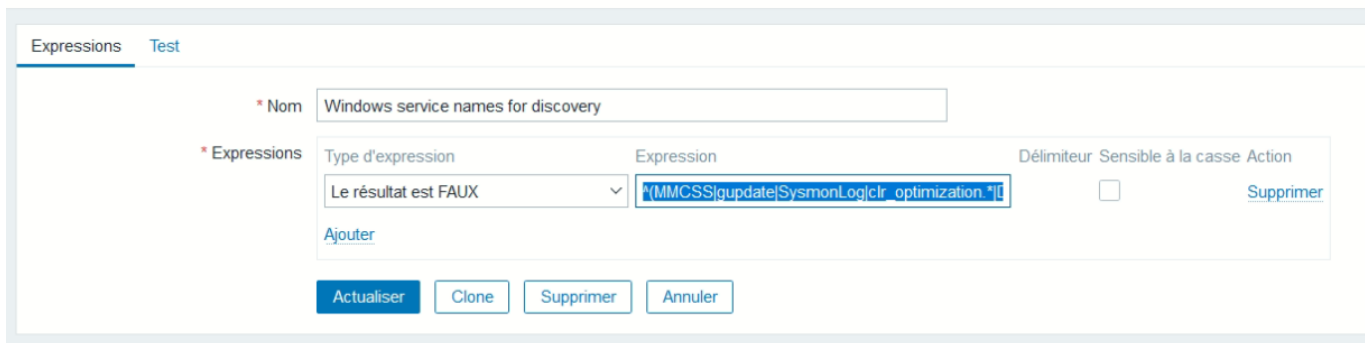 Expressions Test
* Nom Windows service names for discovery
* Expressions Type d'expression Expression Délimiteur Sensible à la casse Action
Le résultat est FAUX ^(MMCSS|gupdate|SysmonLog|clr_optimization.*| Supprimer
Ajouter
Actualiser Clone Supprimer Annuler